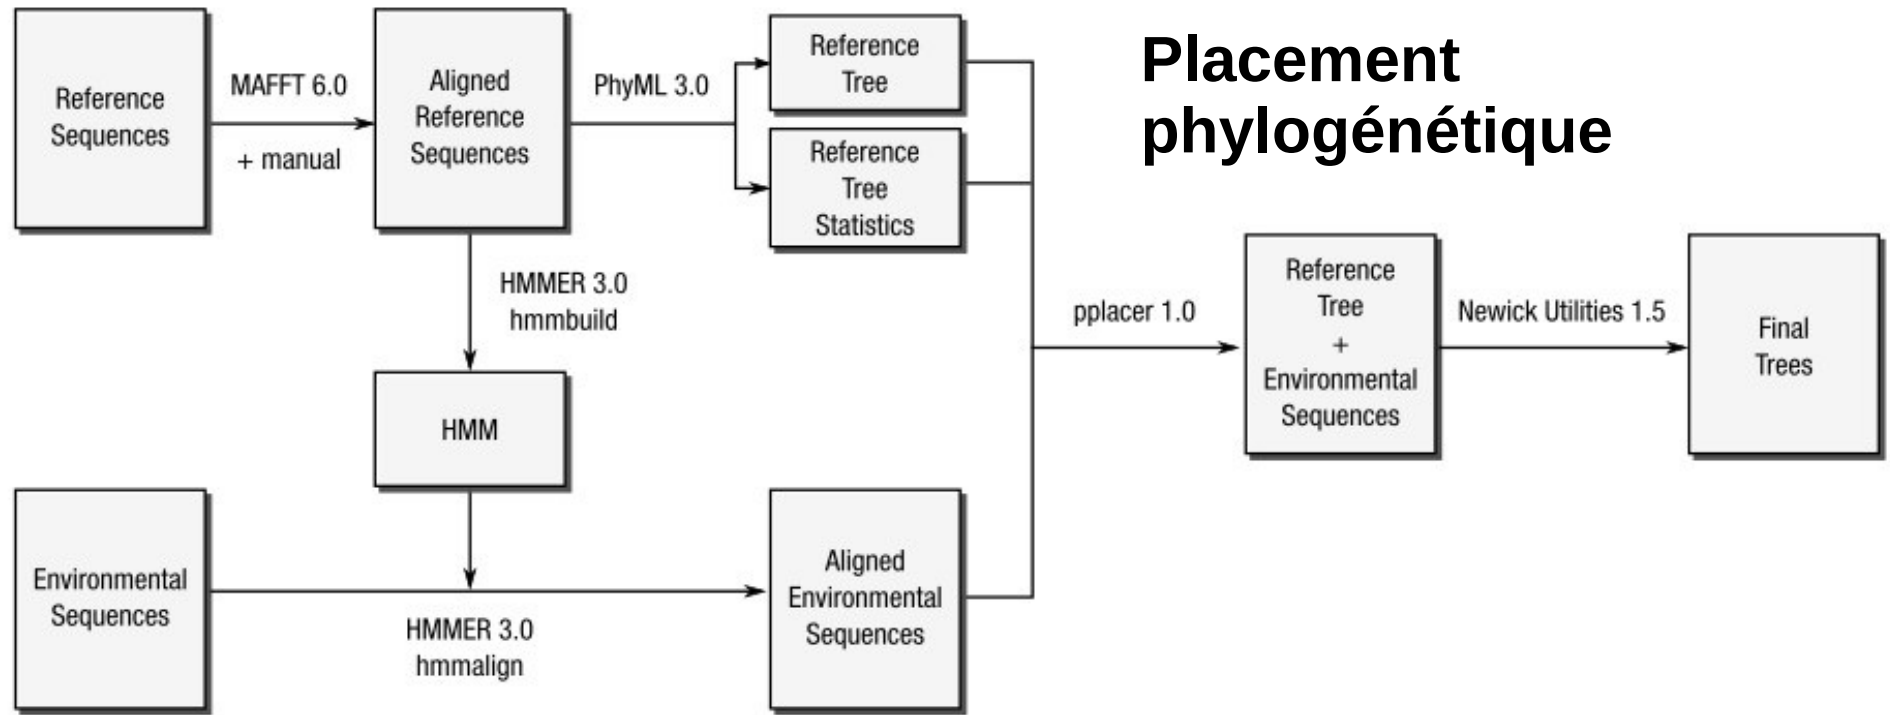 Placement
phylogénétique
Reference
Sequences
MAFFT 6.0
+ manual
Aligned
Reference
Sequences
PhyML 3.0
Reference
Tree
Reference
Tree
Statistics
HMMER 3.0
hmmbuild
HMM
Environmental
Sequences
HMMER 3.0
hmmalign
Aligned
Environmental
Sequences
pplacer 1.0
Reference
Tree
+
Environmental
Sequences
Newick Utilities 1.5
Final
Trees